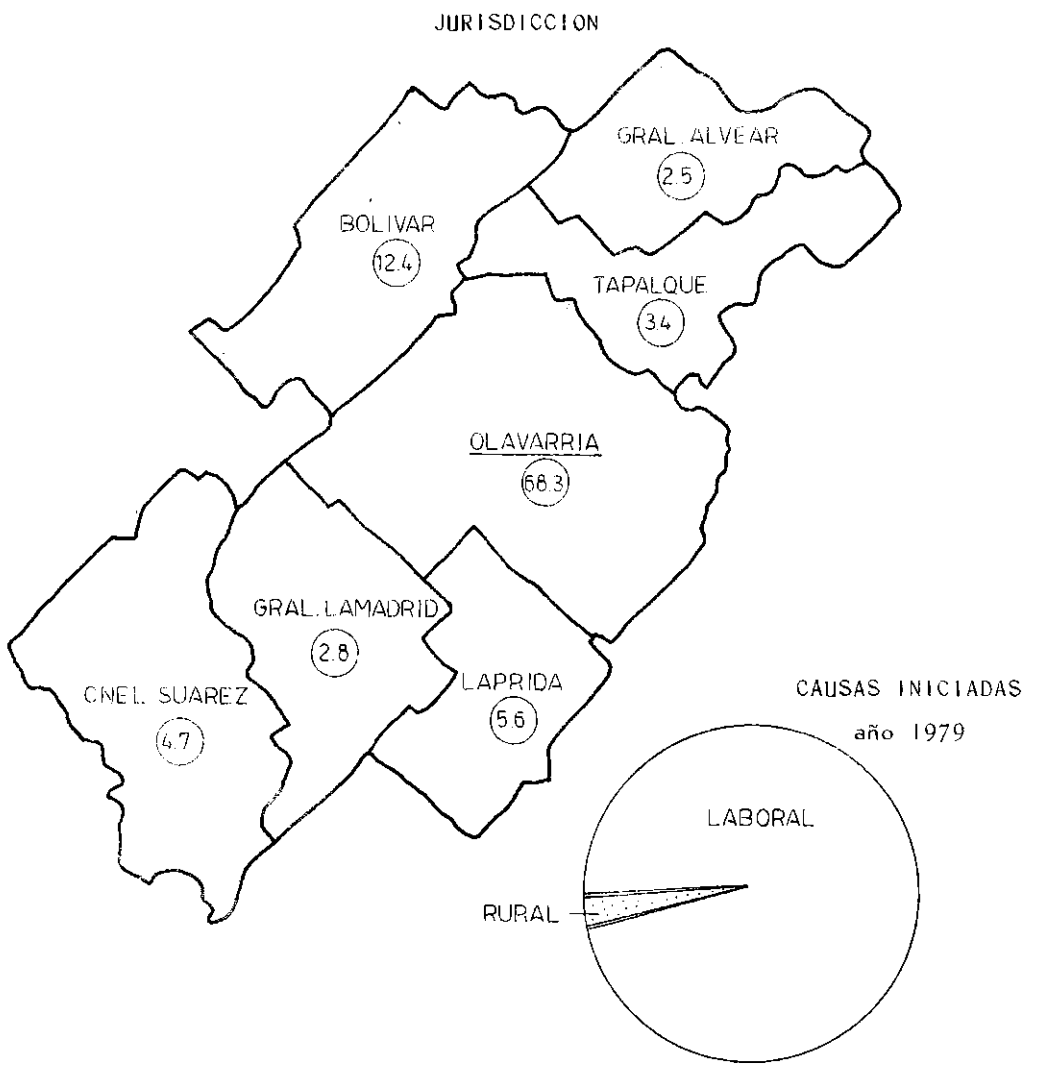 JURISDICCION
GRAL. ALVEAR
2.5
BOLIVAR
12.4
TAPALQUE
3.4
OLAVARRIA
68.3
GRAL. LAMADRID
2.8
CNEL. SUAREZ
4.7
LAPRIDA
5.6
CAUSAS INICIADAS
año 1979
LABORAL
RURAL